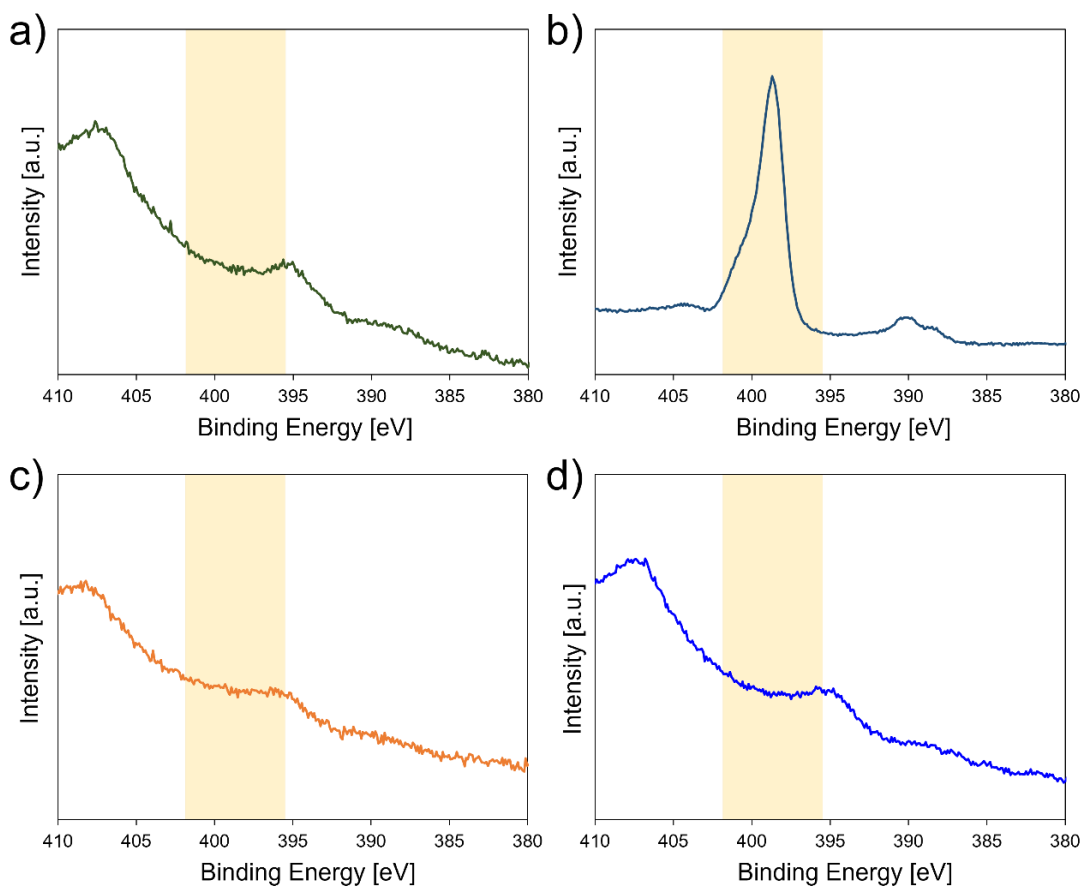 a)
Intensity [a.u.]
410 405 400 395 390 385 380
Binding Energy [eV]
b)
Intensity [a.u.]
410 405 400 395 390 385 380
Binding Energy [eV]
c)
Intensity [a.u.]
410 405 400 395 390 385 380
Binding Energy [eV]
d)
Intensity [a.u.]
410 405 400 395 390 385 380
Binding Energy [eV]